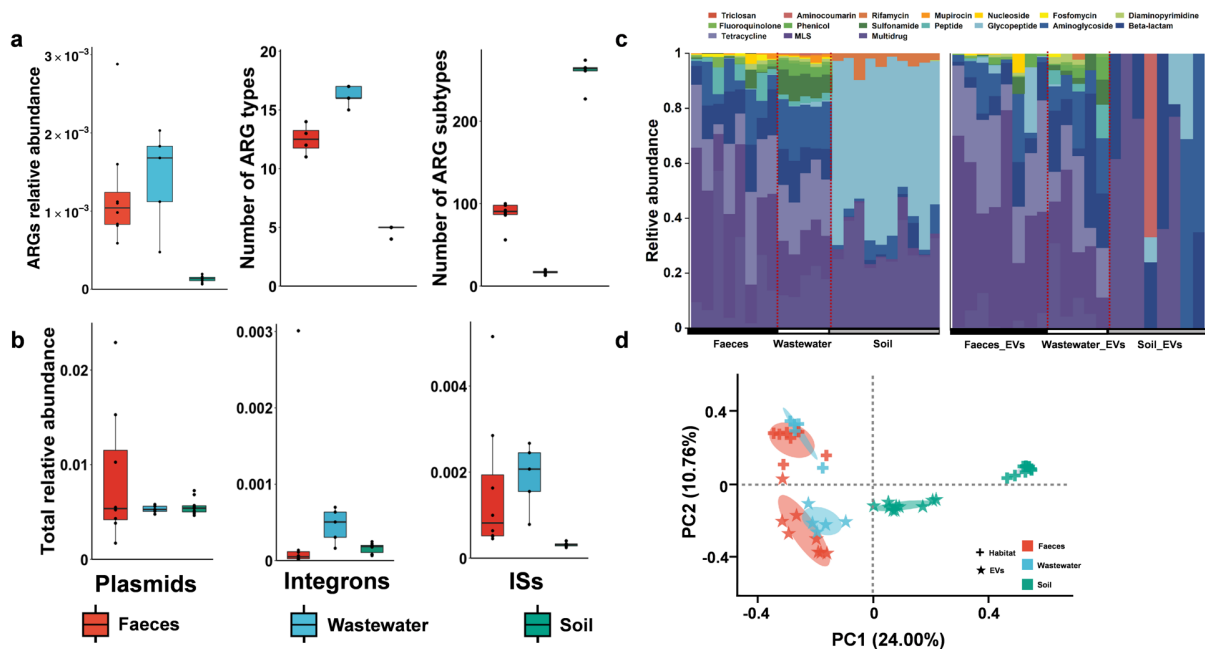 Triclosan Aminocoumarin Rifamycin Mupirocin Nucleoside Fosfomycin Diaminopyrimidine
Fluoroquinolone Phenicol Sulfonamide Peptide Glycopeptide Aminoglycoside Beta-lactam
Tetracycline MLS Multidrug
a
ARGs relative abundance
3 × 10⁻³
2 × 10⁻³
1 × 10⁻³
0
Number of ARG types
20
15
10
5
0
Number of ARG subtypes
200
100
0
b
Total relative abundance
0.02
0.01
0.00
0.003
0.002
0.0001
0
0.004
0.002
0.000
Plasmids
Integrons
ISs
Faeces
Wastewater
Soil
c
Reltive abundance
1
0.8
0.6
0.4
0.2
0
Faeces
Wastewater
Soil
Faeces_EVs
Wastewater_EVs
Soil_EVs
d
PC2 (10.76%)
0.4
0
-0.4
-0.4
0
0.4
PC1 (24.00%)
Habitat
EVs
Faeces
Wastewater
Soil